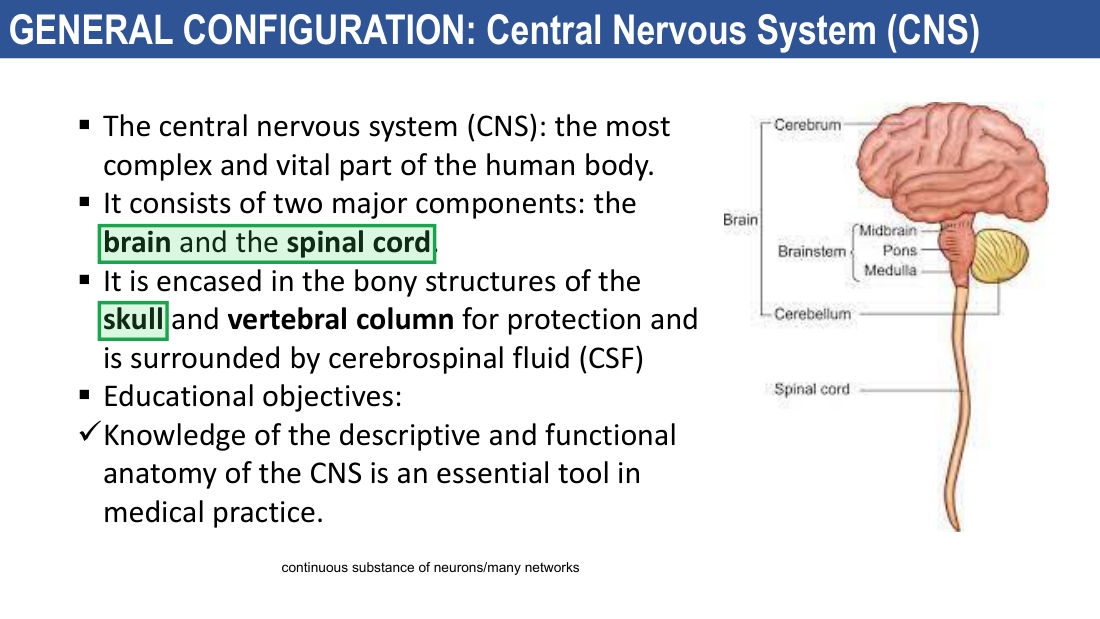 GENERAL CONFIGURATION: Central Nervous System (CNS)
▪ The central nervous system (CNS): the most
complex and vital part of the human body.
▪ It consists of two major components: the
brain and the spinal cord.
▪ It is encased in the bony structures of the
skull and vertebral column for protection and
is surrounded by cerebrospinal fluid (CSF)
▪ Educational objectives:
✓Knowledge of the descriptive and functional
anatomy of the CNS is an essential tool in
medical practice.
continuous substance of neurons/many networks
Cerebrum
Brain
Midbrain
Brainstem
Pons
Medulla
Cerebellum
Spinal cord